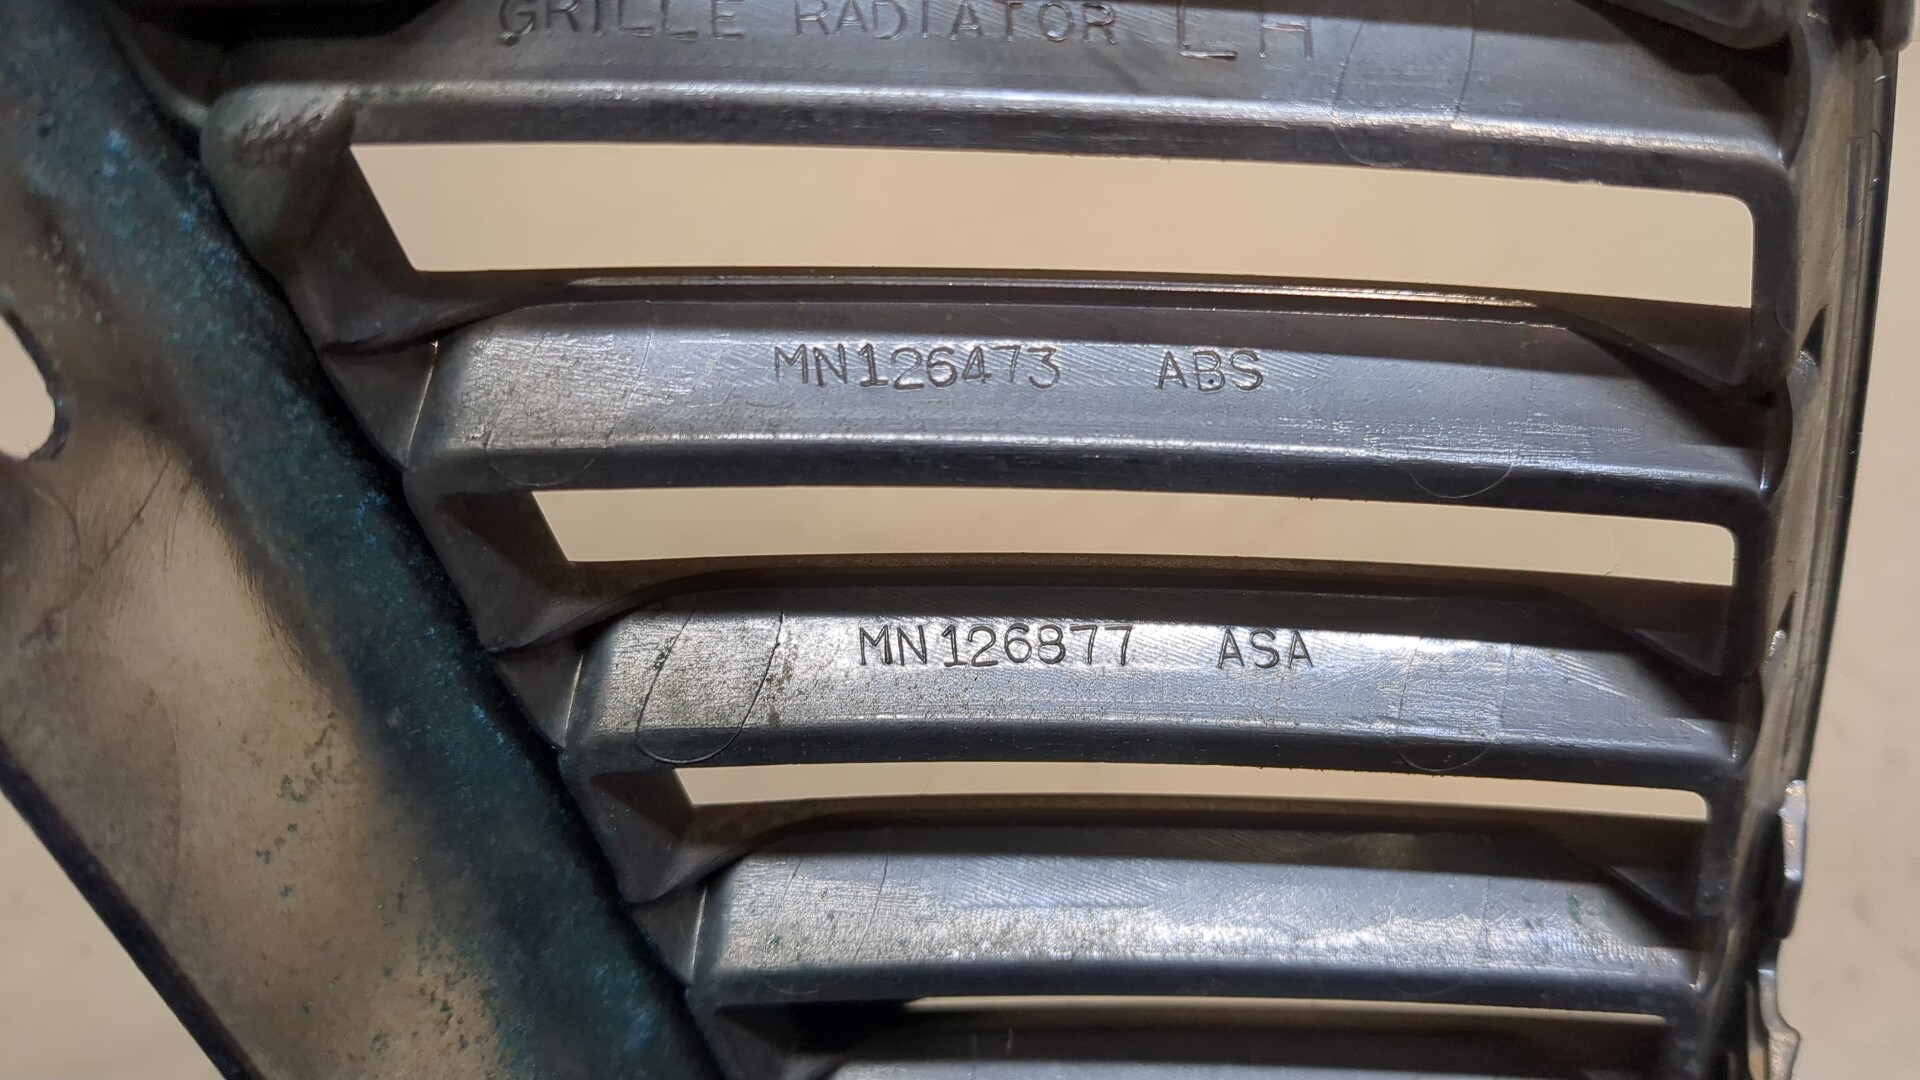 GRILLE RADIATOR LH
MN126473 ABS
MN126877 ASA